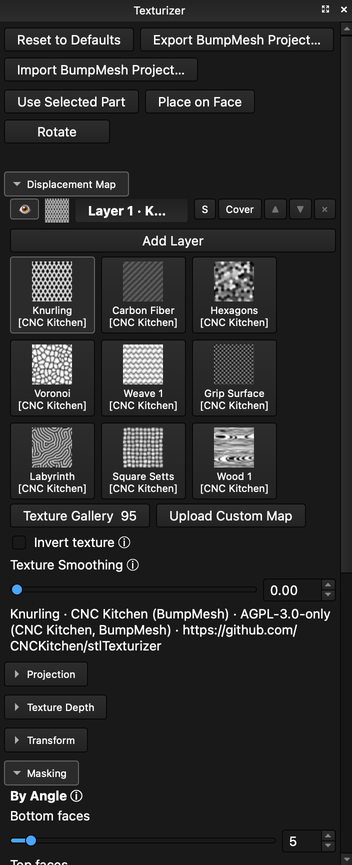 Texturizer
Reset to Defaults
Export BumpMesh Project...
Import BumpMesh Project...
Use Selected Part
Place on Face
Rotate
Displacement Map
Layer 1 · K...
S
Cover
Add Layer
Knurling
[CNC Kitchen]
Carbon Fiber
[CNC Kitchen]
Hexagons
[CNC Kitchen]
Voronoi
[CNC Kitchen]
Weave 1
[CNC Kitchen]
Grip Surface
[CNC Kitchen]
Labyrinth
[CNC Kitchen]
Square Setts
[CNC Kitchen]
Wood 1
[CNC Kitchen]
Texture Gallery 95
Upload Custom Map
Invert texture ⓘ
Texture Smoothing ⓘ
0.00
Knurling · CNC Kitchen (BumpMesh) · AGPL-3.0-only
(CNC Kitchen, BumpMesh) · https://github.com/
CNCKitchen/stlTexturizer
Projection
Texture Depth
Transform
Masking
By Angle ⓘ
Bottom faces
5
Top faces